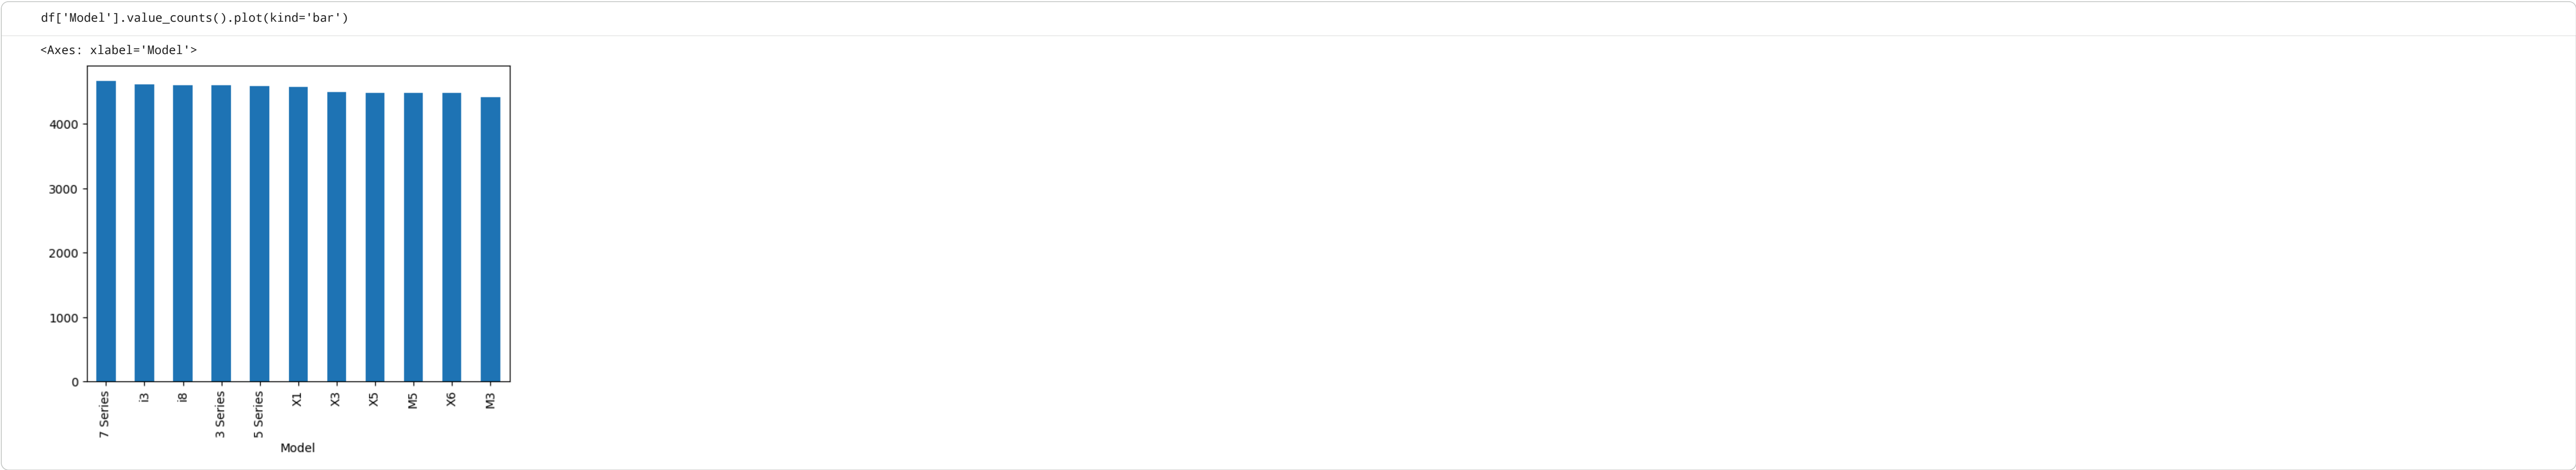 df['Model'].value_counts().plot(kind='bar')
<Axes: xlabel='Model'>
4000
3000
2000
1000
0
7 Series
i3
i8
3 Series
5 Series
X1
X3
X5
M5
X6
M3
Model